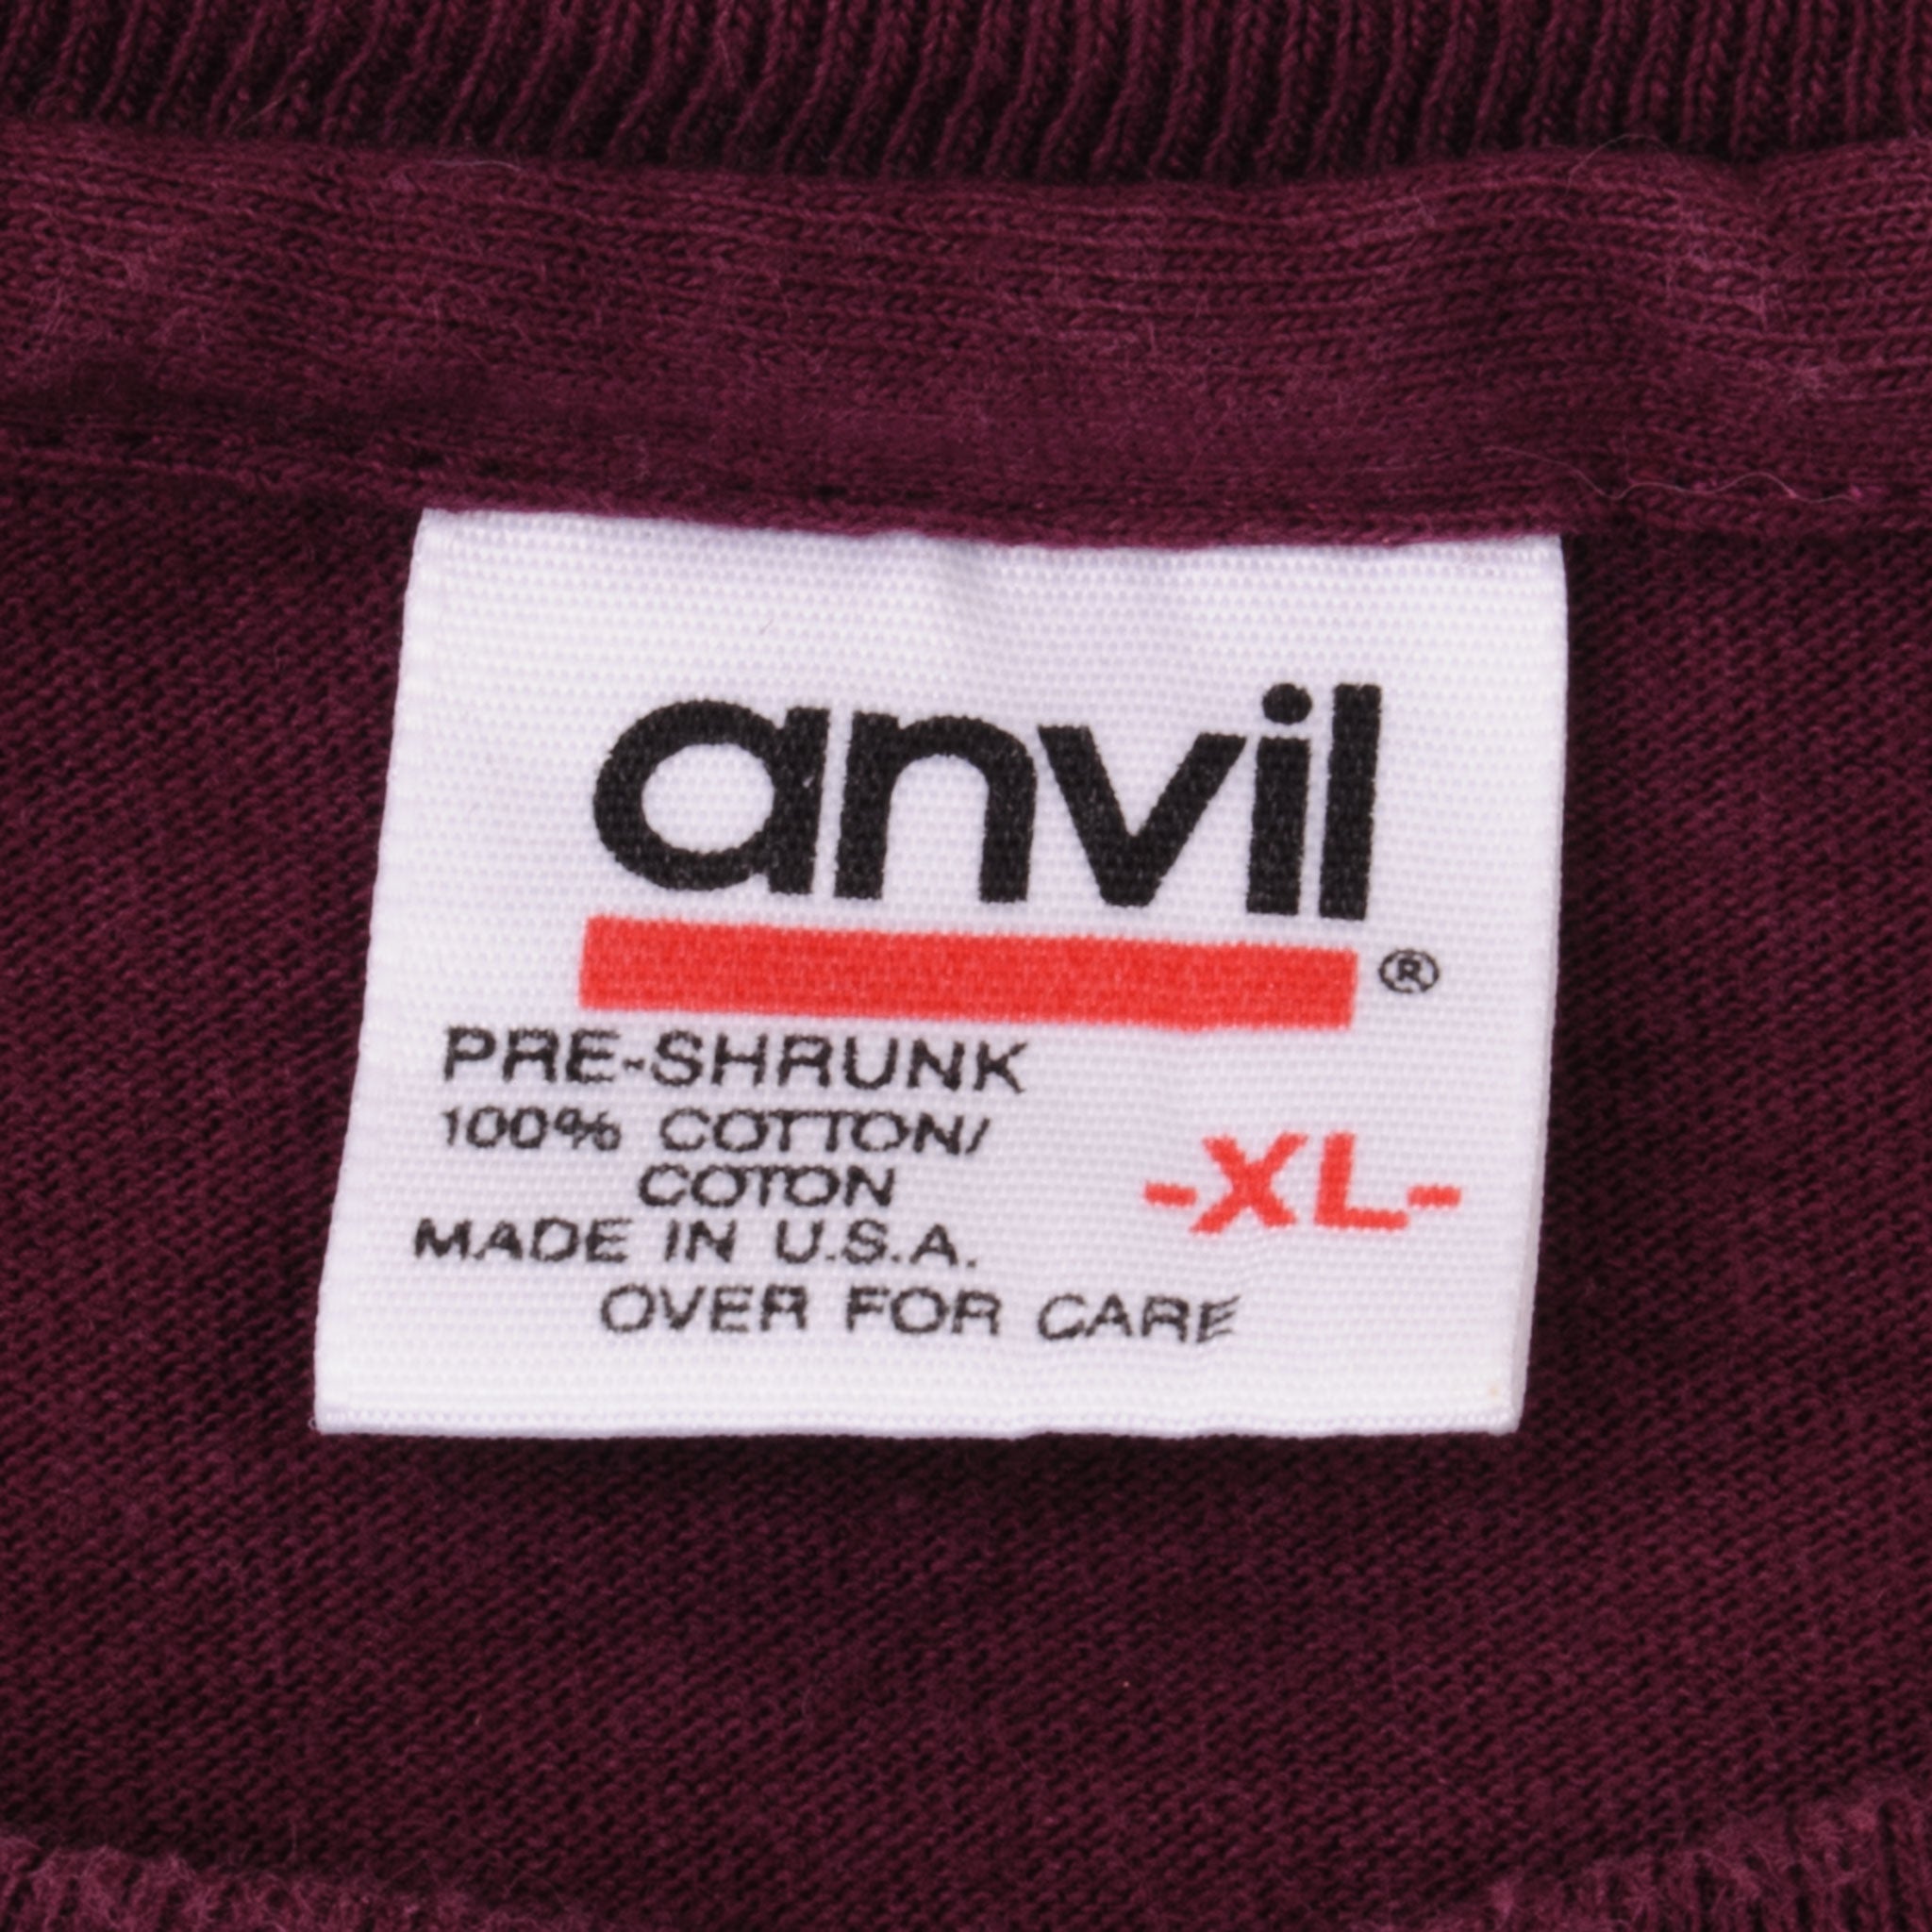 anvil
®
PRE-SHRUNK
100% COTTON/
COTON
-XL-
MADE IN U.S.A.
OVER FOR CARE